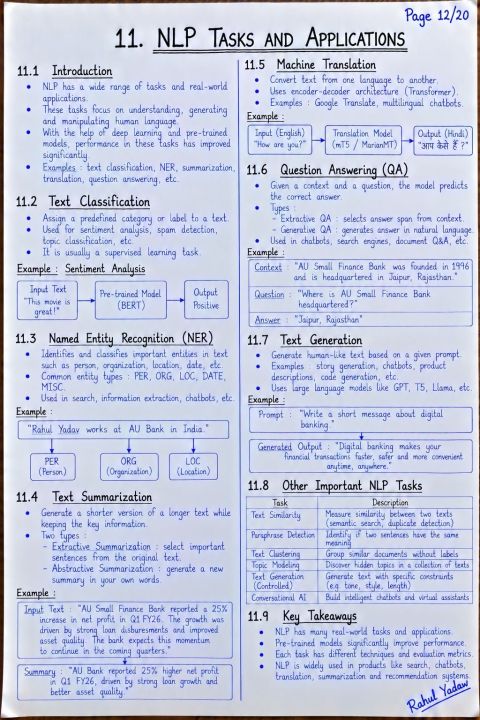 Page 12/20
11. NLP TASKS AND APPLICATIONS
11.1 Introduction
• NLP has a wide range of tasks and real-world
applications.
• These tasks focus on understanding, generating
and manipulating human language.
• With the help of deep learning and pre-trained
models, performance in these tasks has improved
significantly.
• Examples : text classification, NER, summarization,
translation, question answering, etc.
11.2 Text Classification
• Assign a predefined category or label to a text.
• Used for sentiment analysis, spam detection,
topic classification, etc.
• It is usually a supervised learning task.
Example : Sentiment Analysis
Input Text
"This movie is
great!"
Pre-trained Model
(BERT)
Output
Positive
11.3 Named Entity Recognition (NER)
• Identifies and classifies important entities in text
such as person, organization, location, date, etc.
• Common entity types : PER, ORG, LOC, DATE,
MISC.
• Used in search, information extraction, chatbots, etc.
Example :
"Rahul Yadav works at AU Bank in India."
PER
(Person)
ORG
(Organization)
LOC
(Location)
11.4 Text Summarization
• Generate a shorter version of a longer text while
keeping the key information.
• Two types :
- Extractive Summarization : select important
sentences from the original text.
- Abstractive Summarization : generate a new
summary in your own words.
Example :
Input Text : "AU Small Finance Bank reported a 25%
increase in net profit in Q1 FY26. The growth was
driven by strong loan disbursements and improved
asset quality. The bank expects this momentum
to continue in the coming quarters."
Summary : "AU Bank reported 25% higher net profit
in Q1 FY26, driven by strong loan growth and
better asset quality."
11.5 Machine Translation
• Convert text from one language to another.
• Uses encoder-decoder architecture (Transformer).
• Examples : Google Translate, multilingual chatbots.
Example :
Input (English)
"How are you?"
Translation Model
(mT5 / MarianMT)
Output (Hindi)
"आप कैसे हैं ?"
11.6 Question Answering (QA)
• Given a context and a question, the model predicts
the correct answer.
• Types :
- Extractive QA : selects answer span from context.
- Generative QA : generates answer in natural language.
• Used in chatbots, search engines, document Q&A, etc.
Example :
Context : "AU Small Finance Bank was founded in 1996
and is headquartered in Jaipur, Rajasthan."
Question : "Where is AU Small Finance Bank
headquartered?"
Answer : "Jaipur, Rajasthan"
11.7 Text Generation
• Generate human-like text based on a given prompt.
• Examples : story generation, chatbots, product
descriptions, code generation, etc.
• Uses large language models like GPT, T5, Llama, etc.
Example :
Prompt : "Write a short message about digital
banking."
Generated Output : "Digital banking makes your
financial transactions faster, safer and more convenient
anytime, anywhere."
11.8 Other Important NLP Tasks
Task Description
Text Similarity Measure similarity between two texts
(semantic search, duplicate detection)
Paraphrase Detection Identify if two sentences have the same
meaning
Text Clustering Group similar documents without labels
Topic Modeling Discover hidden topics in a collection of texts
Text Generation Generate text with specific constraints
(Controlled) (e.g tone, style, length)
Conversational AI Build intelligent chatbots and virtual assistants
11.9 Key Takeaways
• NLP has many real-world tasks and applications.
• Pre-trained models significantly improve performance.
• Each task has different techniques and evaluation metrics.
• NLP is widely used in products like search, chatbots,
translation, summarization and recommendation systems.
Rahul Yadav